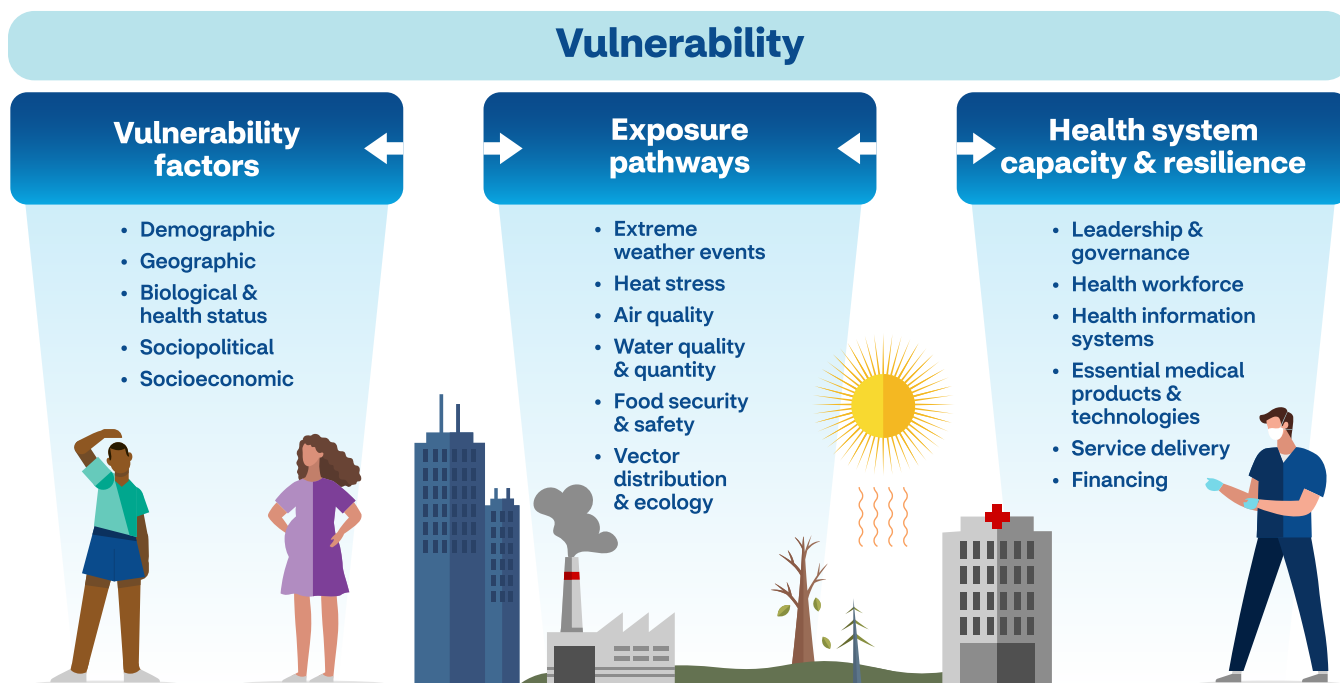 Vulnerability
Vulnerability
factors
• Demographic
• Geographic
• Biological &
health status
• Sociopolitical
• Socioeconomic
Exposure
pathways
• Extreme
weather events
• Heat stress
• Air quality
• Water quality
& quantity
• Food security
& safety
• Vector
distribution
& ecology
Health system
capacity & resilience
• Leadership &
governance
• Health workforce
• Health information
systems
• Essential medical
products &
technologies
• Service delivery
• Financing